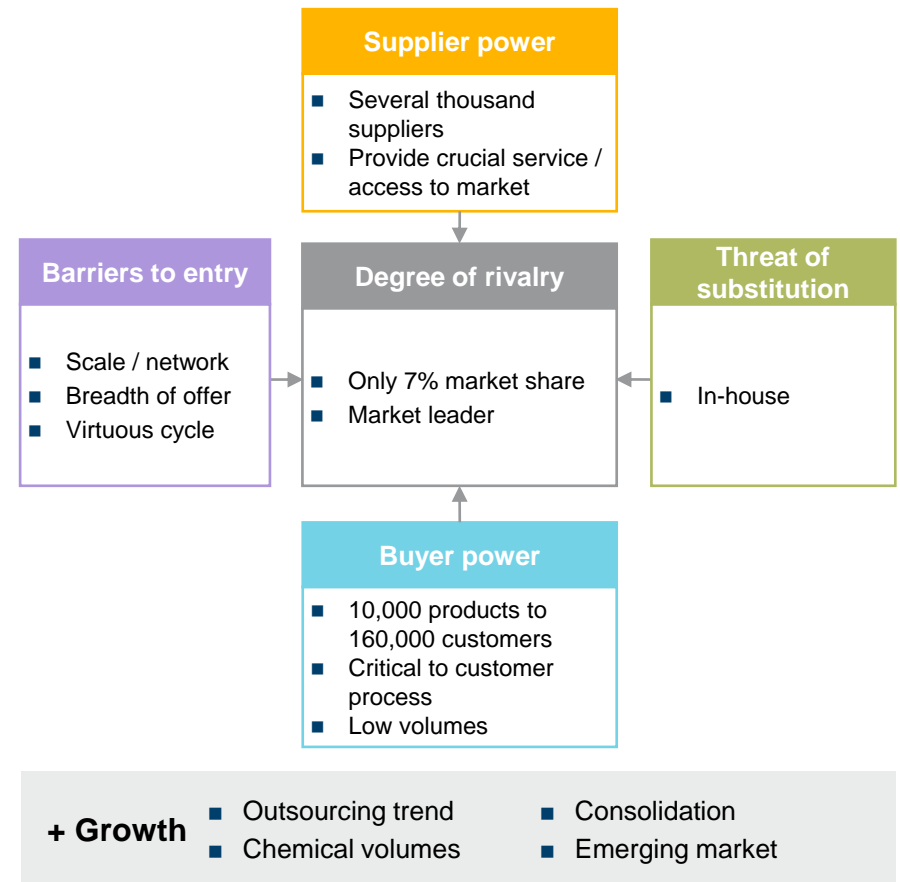 Supplier power
Several thousand
suppliers
Provide crucial service /
access to market
Barriers to entry
Scale / network
Breadth of offer
Virtuous cycle
Degree of rivalry
Only 7% market share
Market leader
Threat of
substitution
In-house
Buyer power
10,000 products to
160,000 customers
Critical to customer
process
Low volumes
+ Growth
Outsourcing trend
Chemical volumes
Consolidation
Emerging market